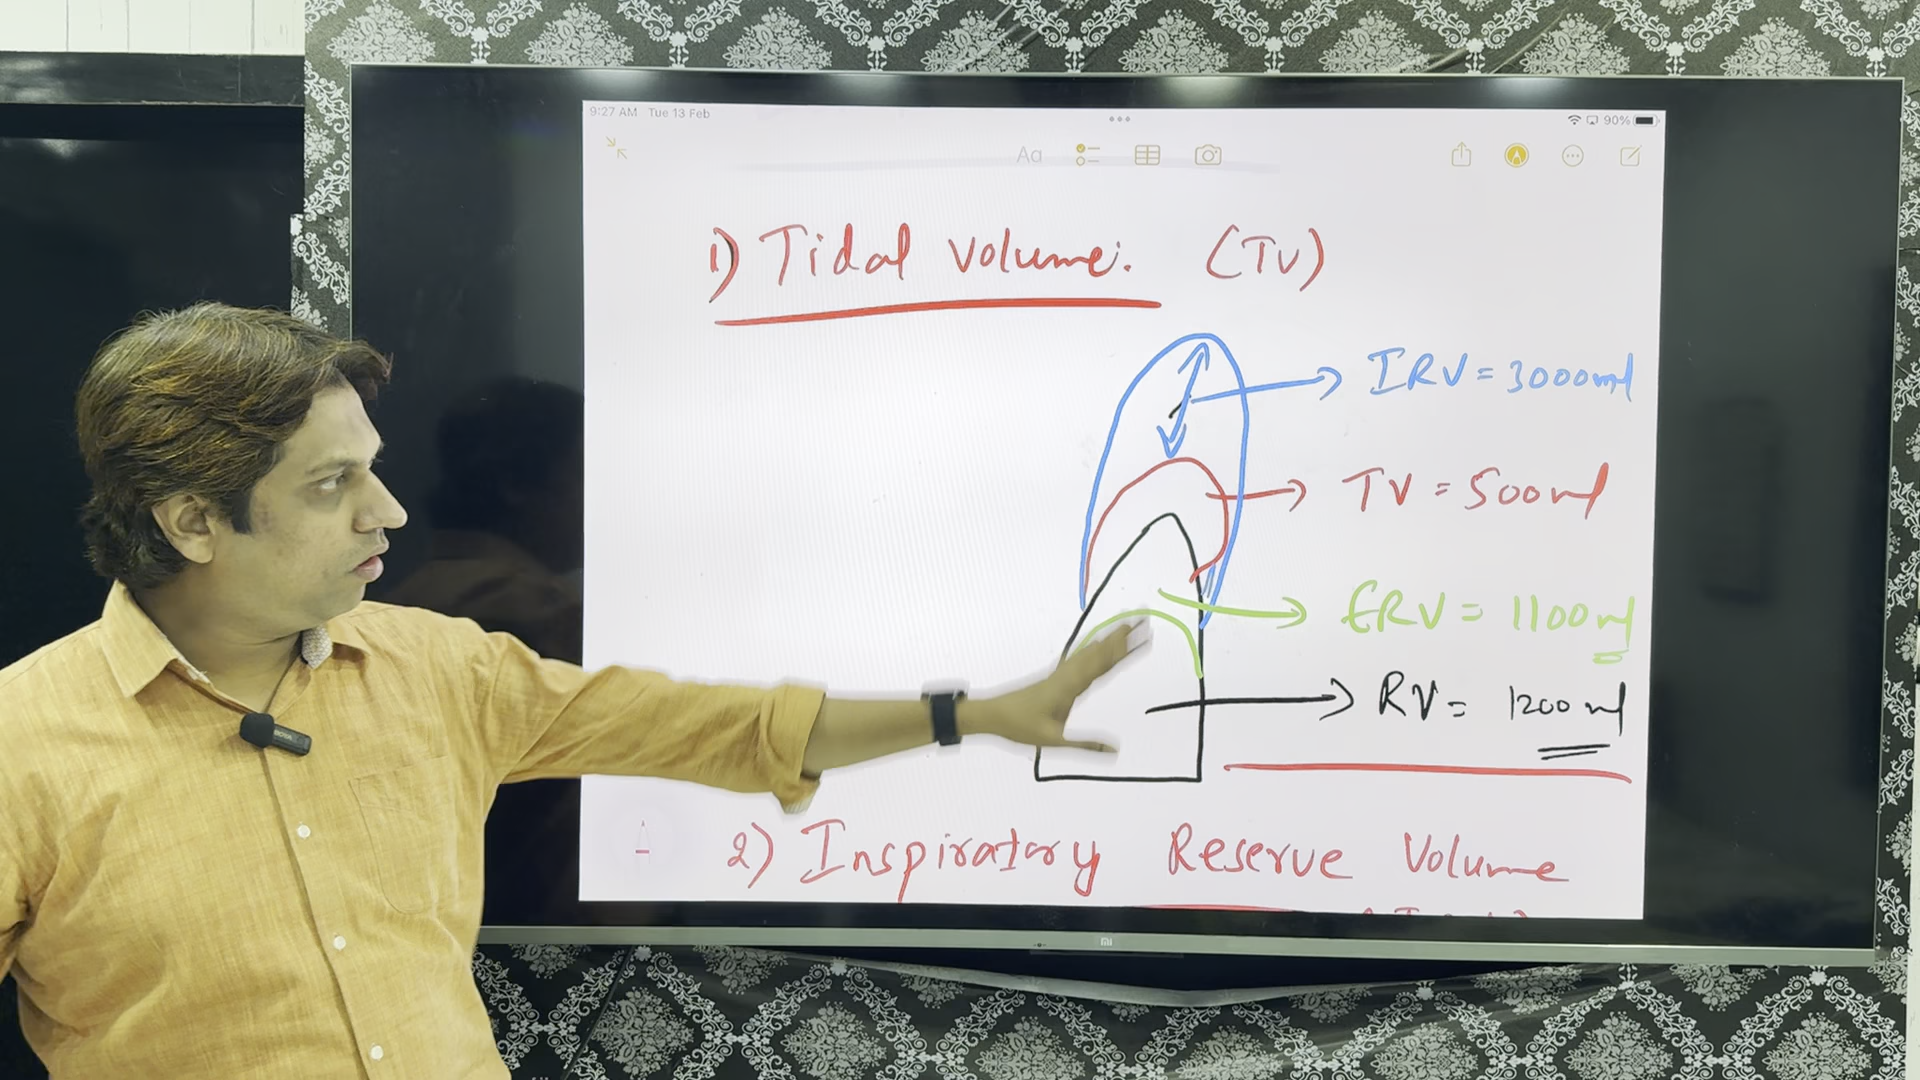 9:27 AM Tue 13 Feb
90%
Aa
1) Tidal Volume: (TV)
IRV = 3000ml
TV = 500ml
ERV = 1100ml
RV = 1200ml
2) Inspiratory Reserve Volume
mi